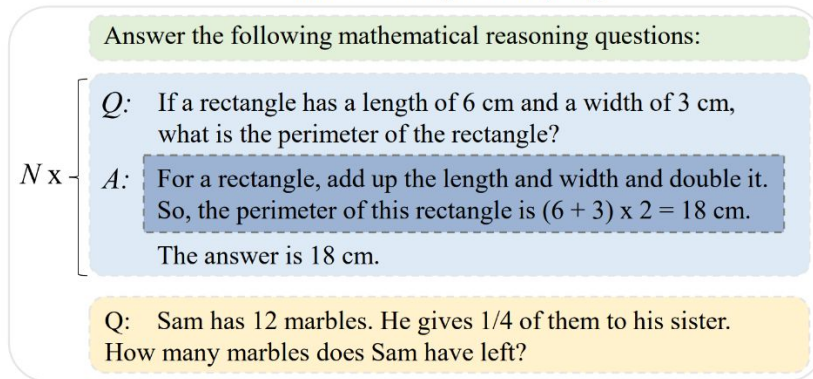 Answer the following mathematical reasoning questions:
Q: If a rectangle has a length of 6 cm and a width of 3 cm,
what is the perimeter of the rectangle?
N x
A: For a rectangle, add up the length and width and double it.
So, the perimeter of this rectangle is (6 + 3) x 2 = 18 cm.
The answer is 18 cm.
Q: Sam has 12 marbles. He gives 1/4 of them to his sister.
How many marbles does Sam have left?